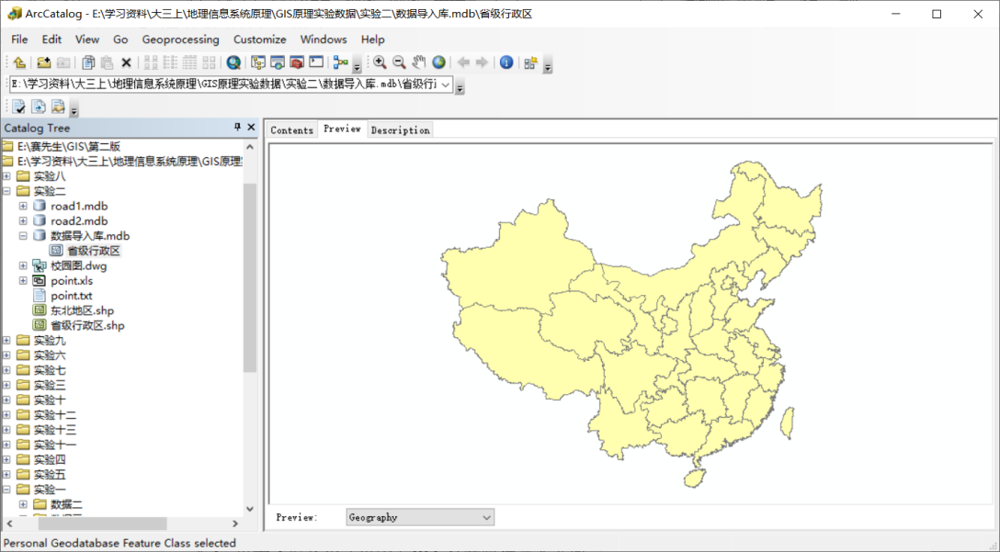 ArcCatalog - E:\学习资料\大三上\地理信息系统原理\GIS原理实验数据\实验二\数据导入库.mdb\省级行政区
File Edit View Go Geoprocessing Customize Windows Help
E:\学习资料\大三上\地理信息系统原理\GIS原理实验数据\实验二\数据导入库.mdb\省级行
Catalog Tree
Contents Preview Description
E:\赛先生\GIS\第二版
E:\学习资料\大三上\地理信息系统原理\GIS原理
实验八
实验二
road1.mdb
road2.mdb
数据导入库.mdb
省级行政区
校园图.dwg
point.xls
point.txt
东北地区.shp
省级行政区.shp
实验九
实验六
实验七
实验三
实验十
实验十二
实验十三
实验十一
实验四
实验五
实验一
数据二
Preview: Geography
Personal Geodatabase Feature Class selected